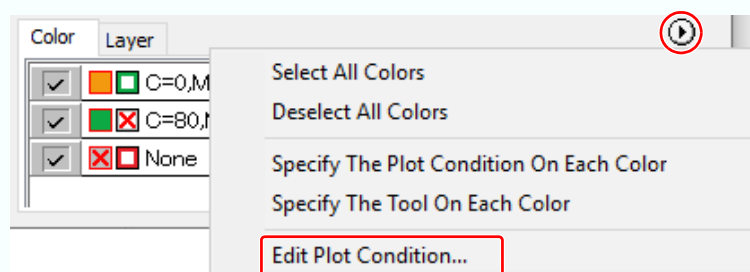 Color
Layer
C=0,M
C=80,
None
Select All Colors
Deselect All Colors
Specify The Plot Condition On Each Color
Specify The Tool On Each Color
Edit Plot Condition...